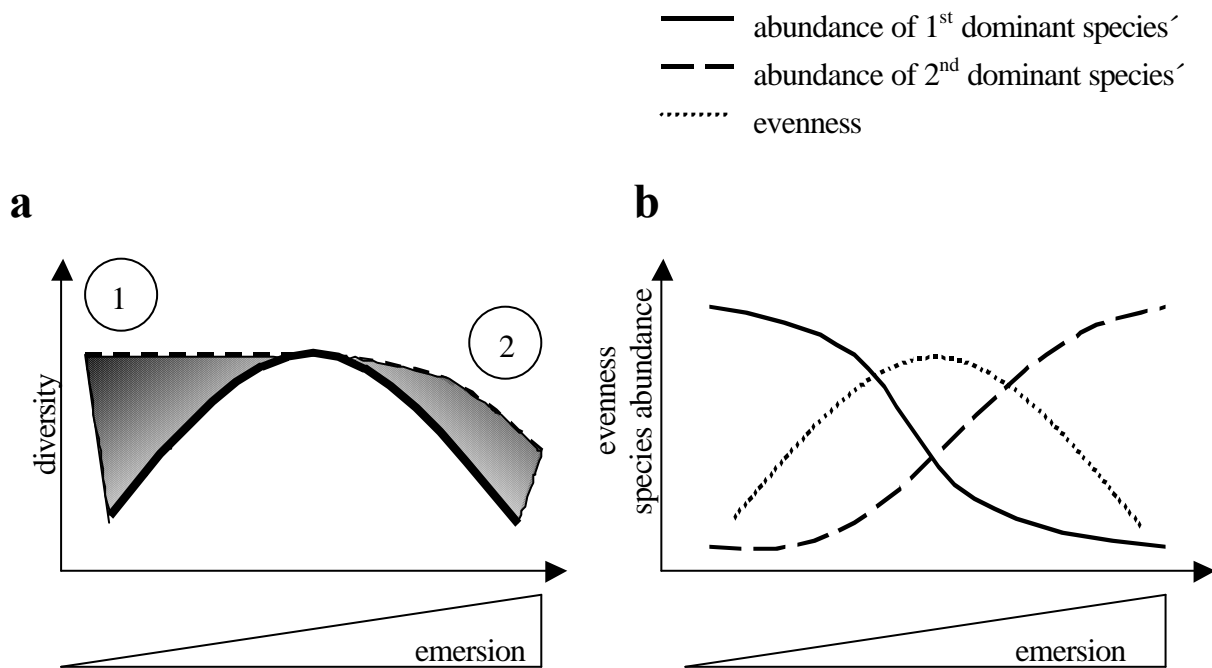 abundance of 1st dominant species´
abundance of 2nd dominant species´
evenness
a
b
1
2
diversity
evenness
species abundance
emersion
emersion